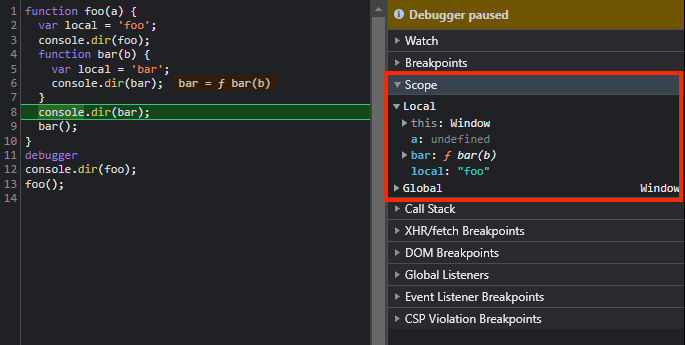 1 function foo(a) {
2   var local = 'foo';
3   console.dir(foo);
4   function bar(b) {
5     var local = 'bar';
6     console.dir(bar);  bar = ƒ bar(b)
7   }
8   console.dir(bar);
9   bar();
10 }
11 debugger
12 console.dir(foo);
13 foo();
14
Debugger paused
Watch
Breakpoints
Scope
Local
this: Window
a: undefined
bar: ƒ bar(b)
local: "foo"
Global Window
Call Stack
XHR/fetch Breakpoints
DOM Breakpoints
Global Listeners
Event Listener Breakpoints
CSP Violation Breakpoints